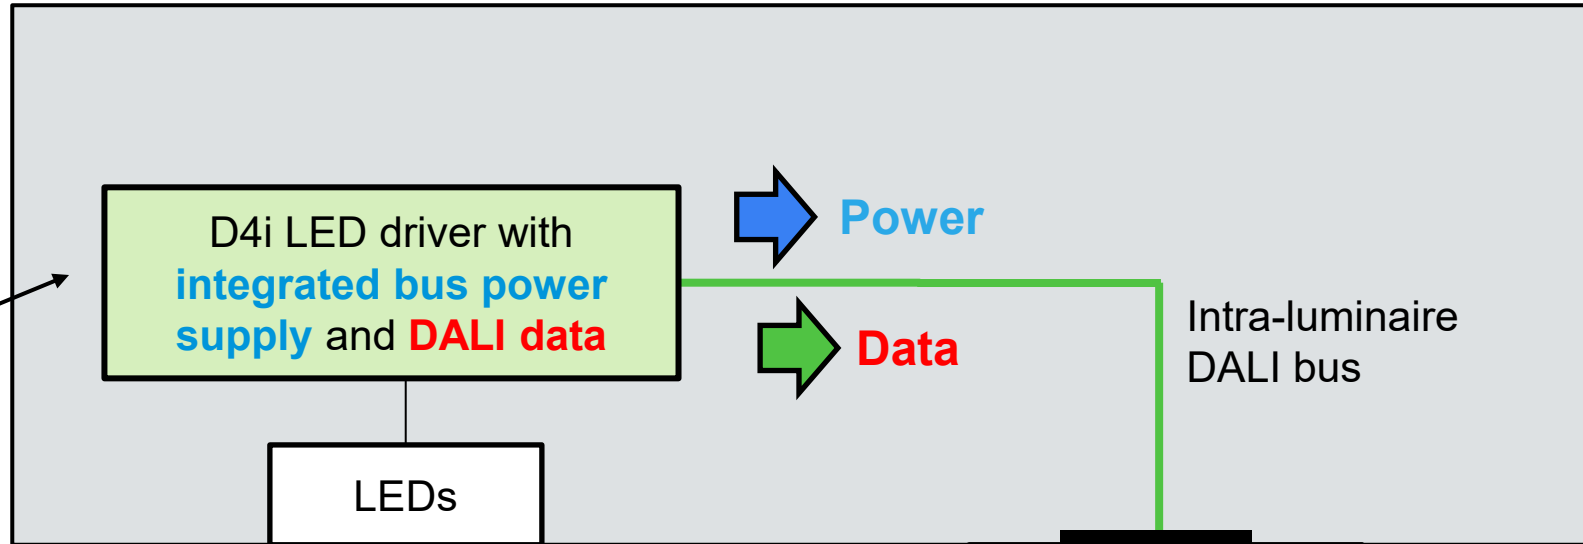 D4i LED driver with
integrated bus power
supply and DALI data
Power
Data
Intra-luminaire
DALI bus
LEDs